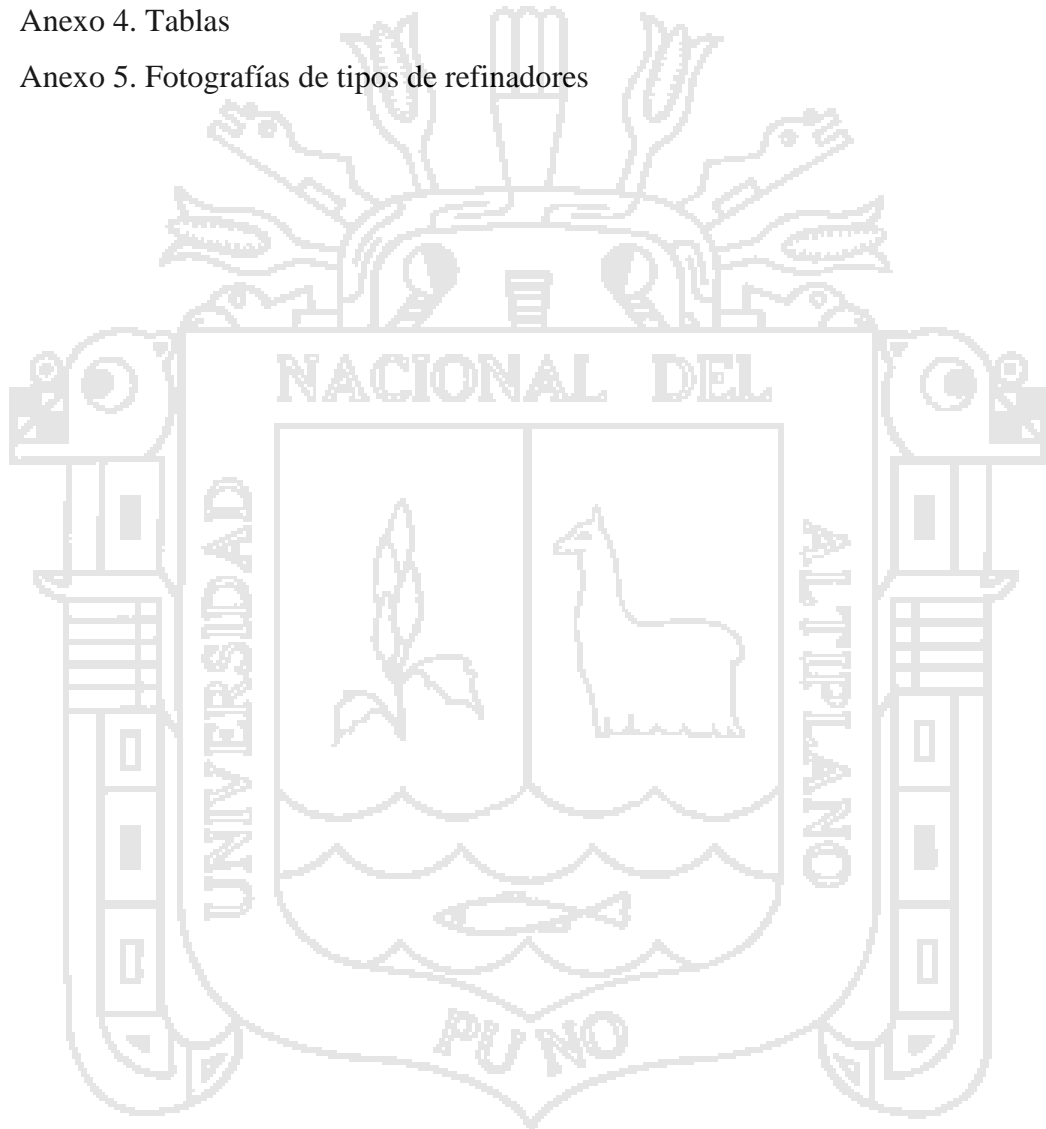 Anexo 4. Tablas
Anexo 5. Fotografías de tipos de refinadores
NACIONAL DEL
UNIVERSIDAD
ALTIPLANO
PUNO